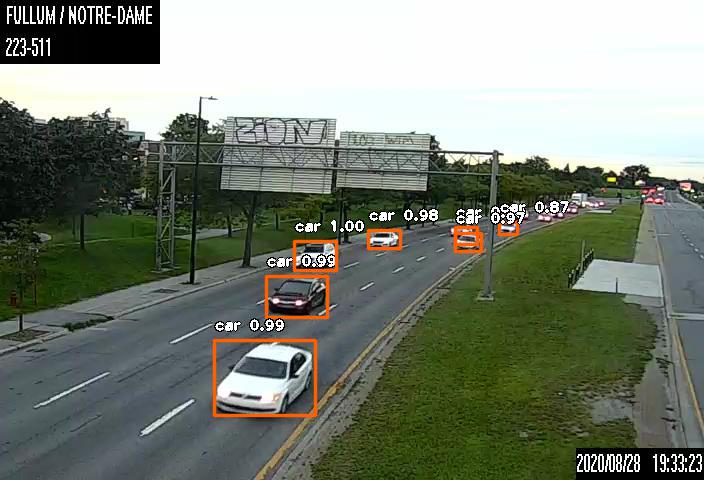 FULLUM / NOTRE-DAME
223-511
ZION
car 0.87
car 0.98
car 0.97
car 1.00
car 0.99
car 0.99
2020/08/28 19:33:23